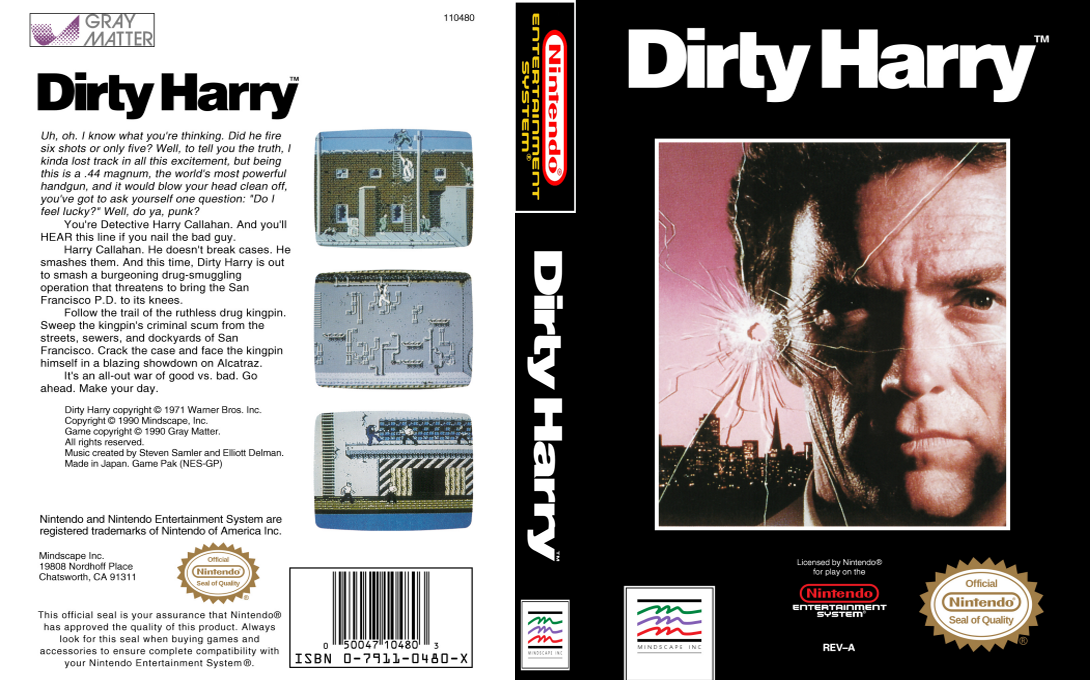 GRAY
MATTER
110480
Dirty Harry™
Uh, oh. I know what you're thinking. Did he fire
six shots or only five? Well, to tell you the truth, I
kinda lost track in all this excitement, but being
this is a .44 magnum, the world's most powerful
handgun, and it would blow your head clean off,
you've got to ask yourself one question: "Do I
feel lucky?" Well, do ya, punk?
You're Detective Harry Callahan. And you'll
HEAR this line if you nail the bad guy.
Harry Callahan. He doesn't break cases. He
smashes them. And this time, Dirty Harry is out
to smash a burgeoning drug-smuggling
operation that threatens to bring the San
Francisco P.D. to its knees.
Follow the trail of the ruthless drug kingpin.
Sweep the kingpin's criminal scum from the
streets, sewers, and dockyards of San
Francisco. Crack the case and face the kingpin
himself in a blazing showdown on Alcatraz.
It's an all-out war of good vs. bad. Go
ahead. Make your day.
Dirty Harry copyright © 1971 Warner Bros. Inc.
Copyright © 1990 Mindscape, Inc.
Game copyright © 1990 Gray Matter.
All rights reserved.
Music created by Steven Samler and Elliott Delman.
Made in Japan. Game Pak (NES-GP)
Nintendo and Nintendo Entertainment System are
registered trademarks of Nintendo of America Inc.
Mindscape Inc.
19808 Nordhoff Place
Chatsworth, CA 91311
Official
Nintendo
Seal of Quality
®
This official seal is your assurance that Nintendo®
has approved the quality of this product. Always
look for this seal when buying games and
accessories to ensure complete compatibility with
your Nintendo Entertainment System®.
0 50047 10480 3
ISBN 0-7911-0480-X
Nintendo®
ENTERTAINMENT
SYSTEM®
Dirty Harry™
MINDSCAPE INC
Dirty Harry™
MINDSCAPE INC
Licensed by Nintendo®
for play on the
Nintendo
ENTERTAINMENT
SYSTEM®
REV–A
Official
Nintendo
Seal of Quality
®